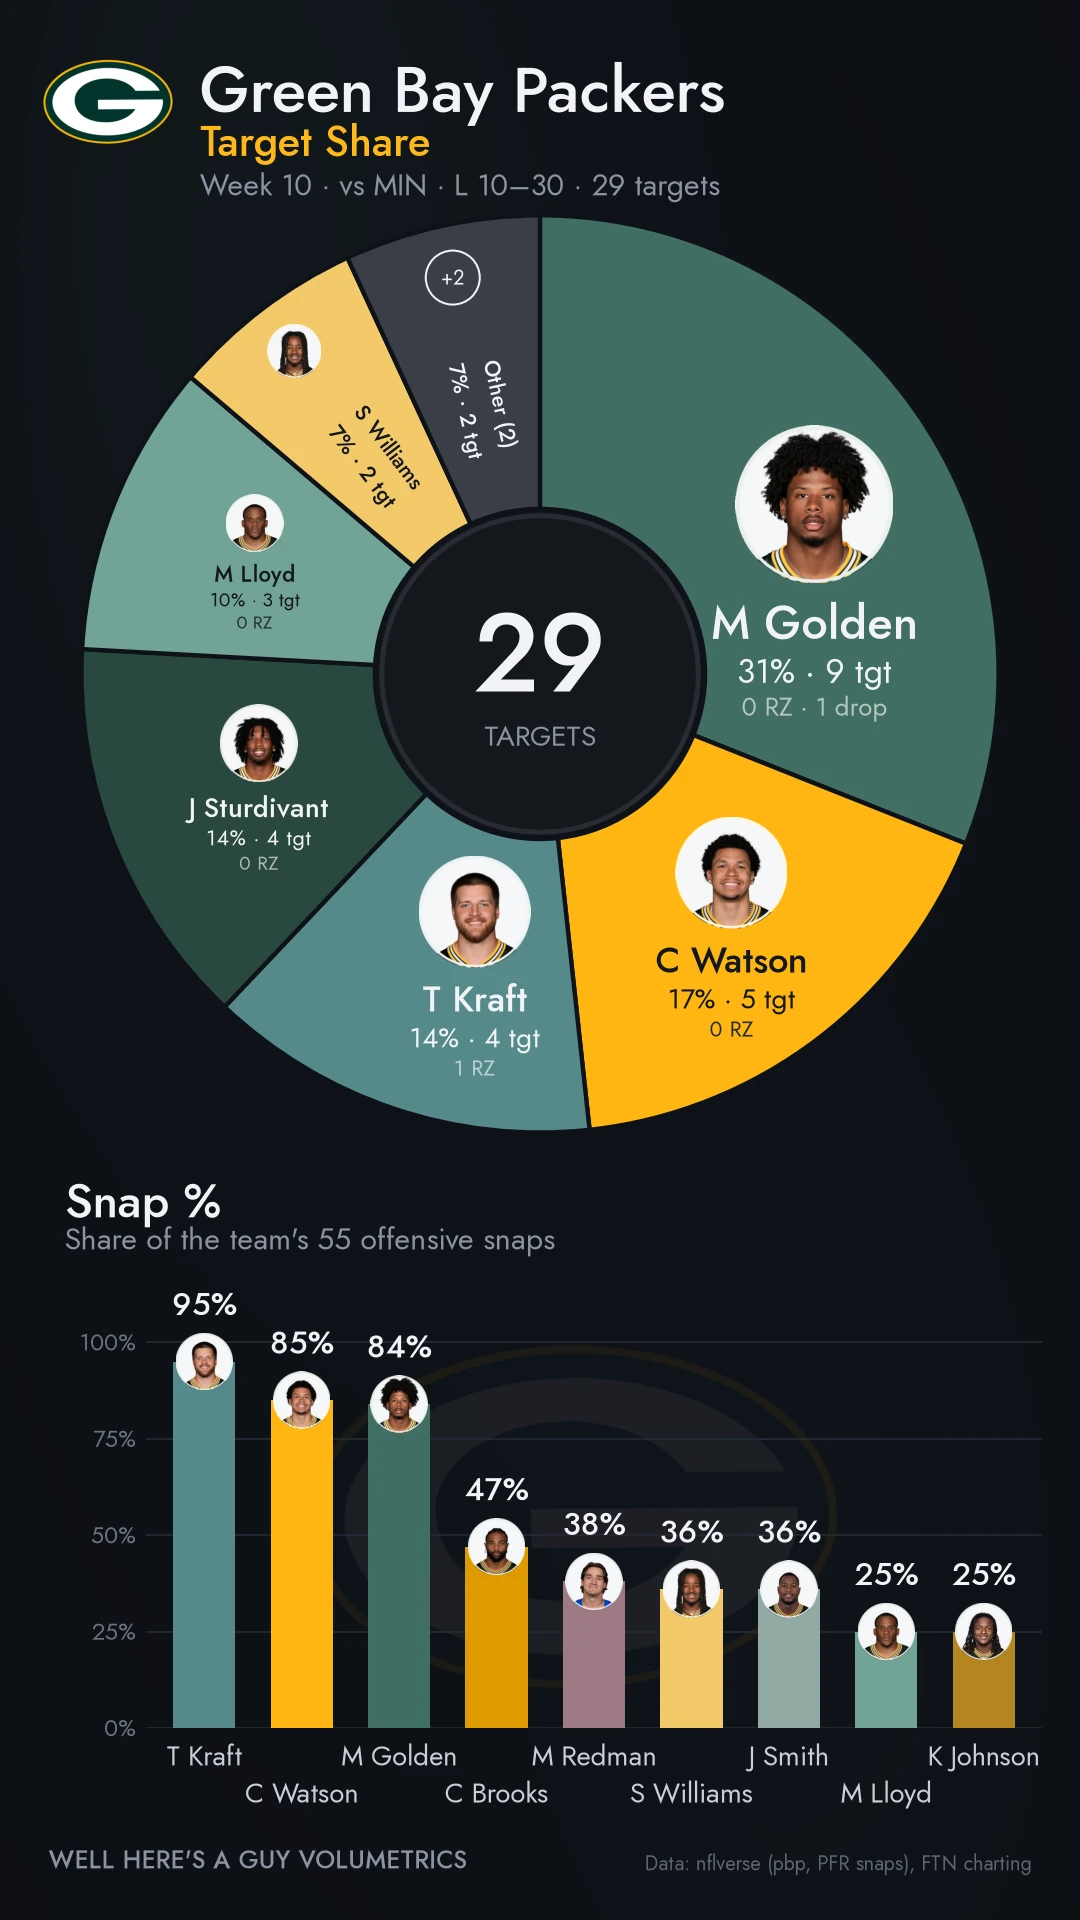 Green Bay Packers
Target Share
Week 10 · vs MIN · L 10–30 · 29 targets
+2
Other (2)
7% · 2 tgt
S Williams
7% · 2 tgt
M Golden
31% · 9 tgt
0 RZ · 1 drop
M Lloyd
10% · 3 tgt
0 RZ
29
TARGETS
J Sturdivant
14% · 4 tgt
0 RZ
T Kraft
14% · 4 tgt
1 RZ
C Watson
17% · 5 tgt
0 RZ
Snap %
Share of the team's 55 offensive snaps
95%
85%
84%
47%
38%
36%
36%
25%
25%
100%
75%
50%
25%
0%
T Kraft
C Watson
M Golden
C Brooks
M Redman
S Williams
J Smith
M Lloyd
K Johnson
WELL HERE'S A GUY VOLUMETRICS
Data: nflverse (pbp, PFR snaps), FTN charting